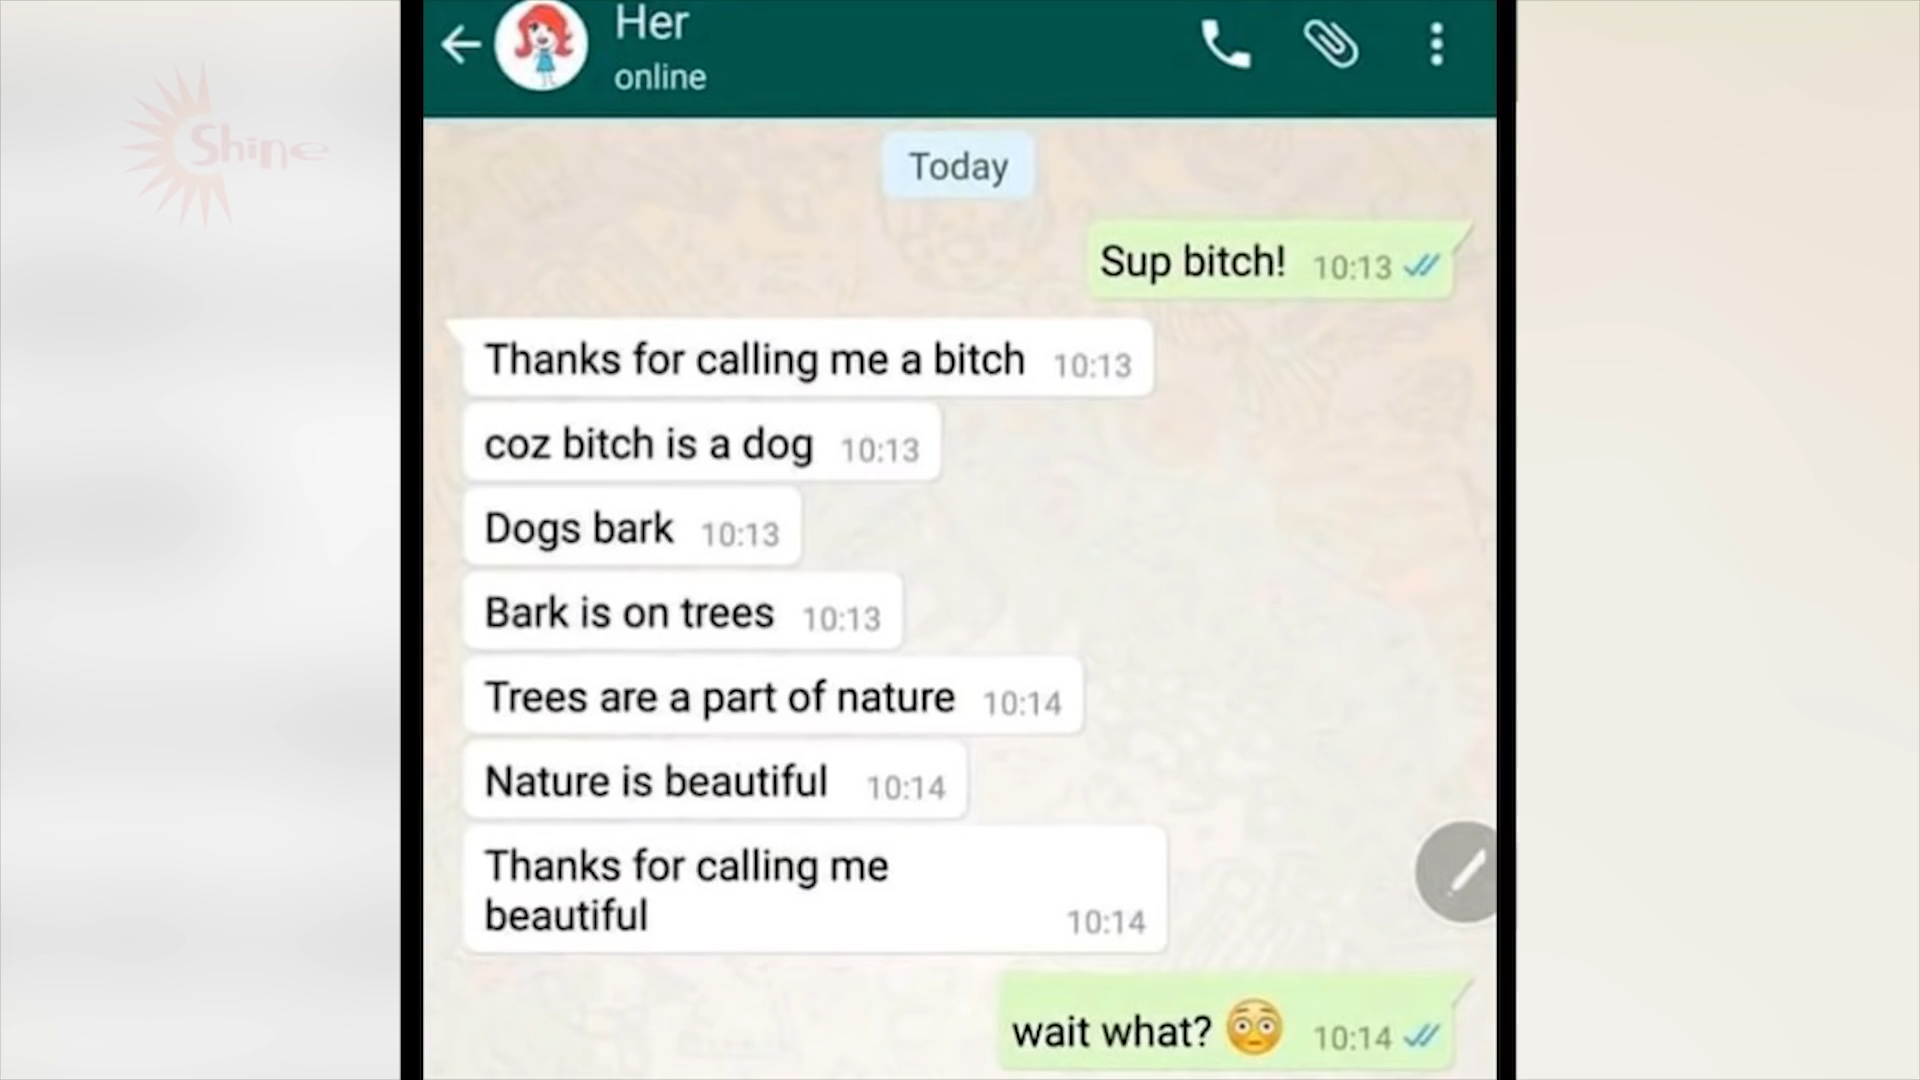 Her
online
Shine
Today
Sup bitch! 10:13
Thanks for calling me a bitch 10:13
coz bitch is a dog 10:13
Dogs bark 10:13
Bark is on trees 10:13
Trees are a part of nature 10:14
Nature is beautiful 10:14
Thanks for calling me
beautiful 10:14
wait what? 😳 10:14